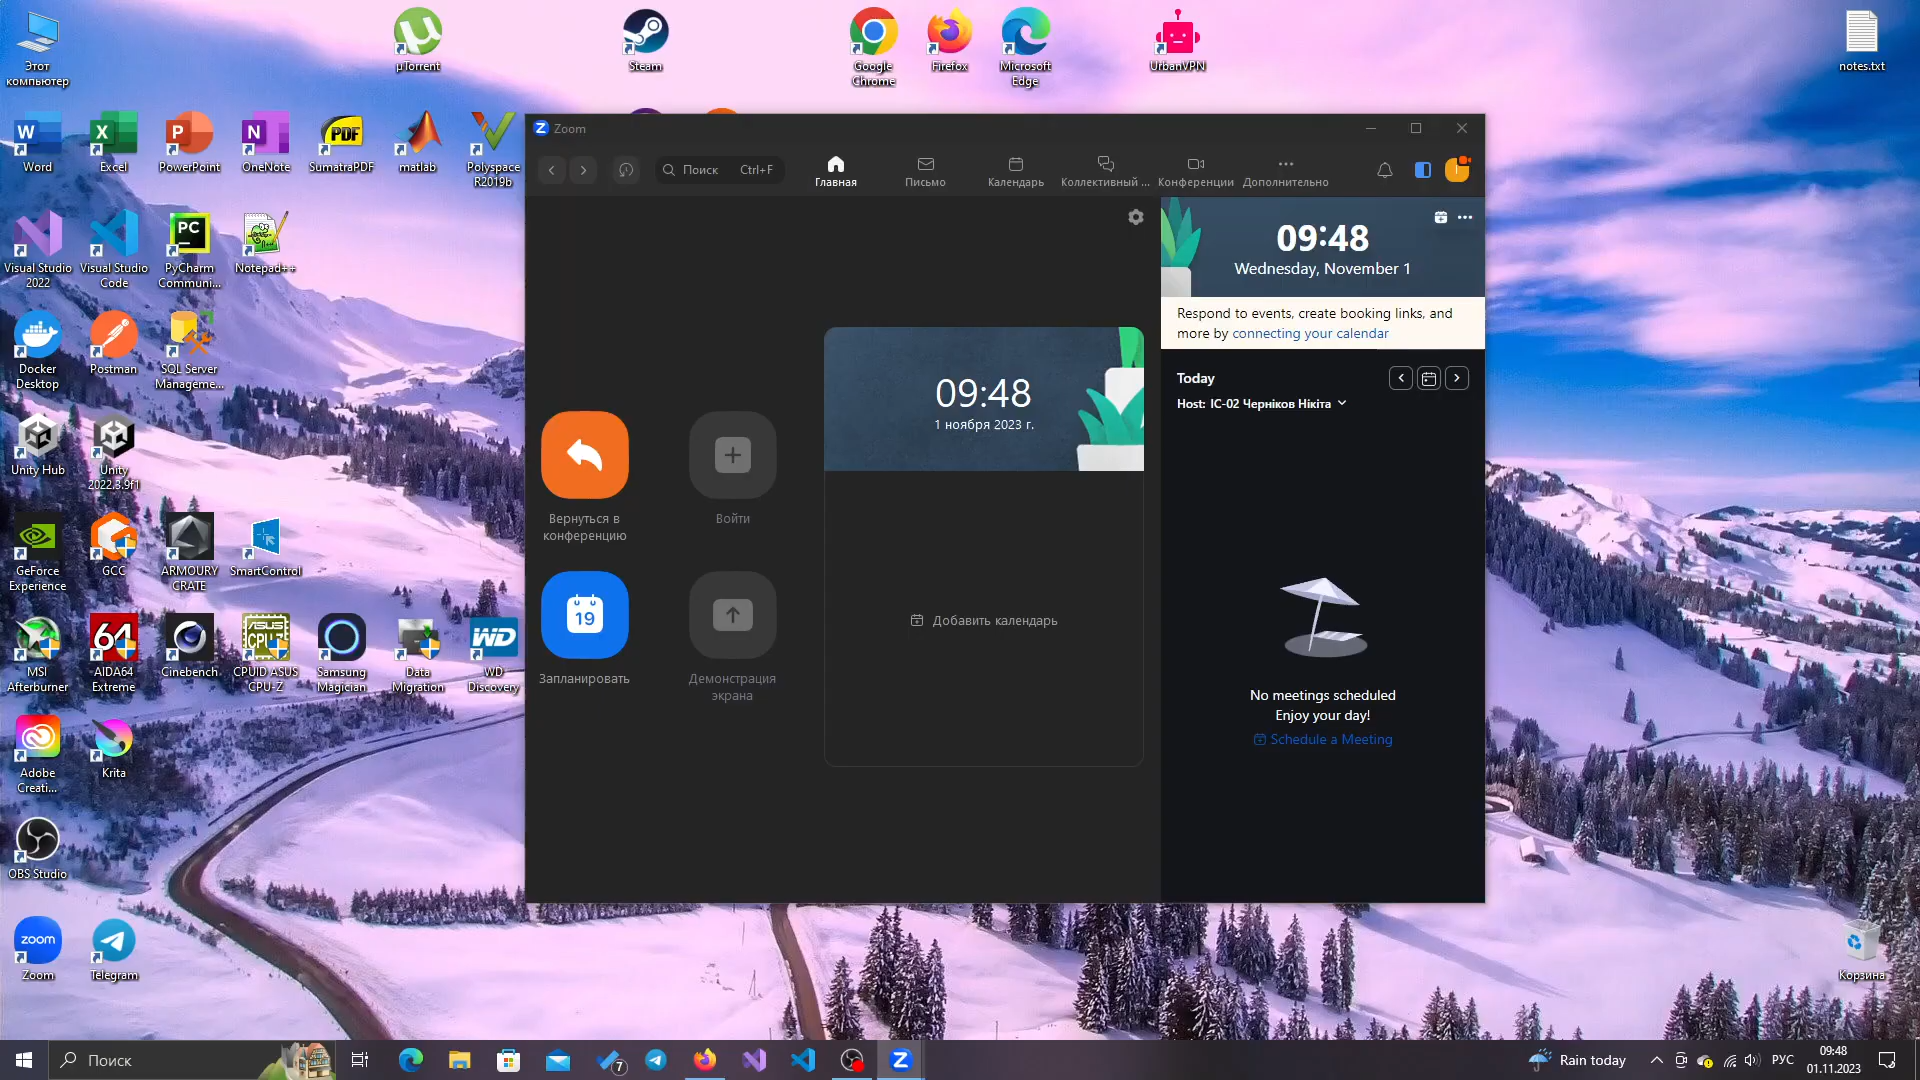 Этот
компьютер
µTorrent
Steam
Google
Chrome
Firefox
Microsoft
Edge
UrbanVPN
notes.txt
Word
Excel
PowerPoint
OneNote
SumatraPDF
matlab
Polyspace
R2019b
Visual Studio
2022
Visual Studio
Code
PyCharm
Communi...
Notepad++
Docker
Desktop
Postman
SQL Server
Manageme...
Unity Hub
Unity
2022.3.9f1
GeForce
Experience
GCC
ARMOURY
CRATE
SmartControl
MSI
Afterburner
AIDA64
Extreme
Cinebench
CPUID ASUS
CPU-Z
Samsung
Magician
Data
Migration
WD
Discovery
Adobe
Creati...
Krita
OBS Studio
Zoom
Telegram
Корзина
Zoom
Поиск
Ctrl+F
Главная
Письмо
Календарь
Коллективный ...
Конференции
Дополнительно
Вернуться в
конференцию
Войти
19
Запланировать
Демонстрация
экрана
09:48
1 ноября 2023 г.
Добавить календарь
09:48
Wednesday, November 1
Respond to events, create booking links, and
more by connecting your calendar
Today
Host: ІС-02 Черніков Нікіта
No meetings scheduled
Enjoy your day!
Schedule a Meeting
Поиск
7
Rain today
РУС
09:48
01.11.2023